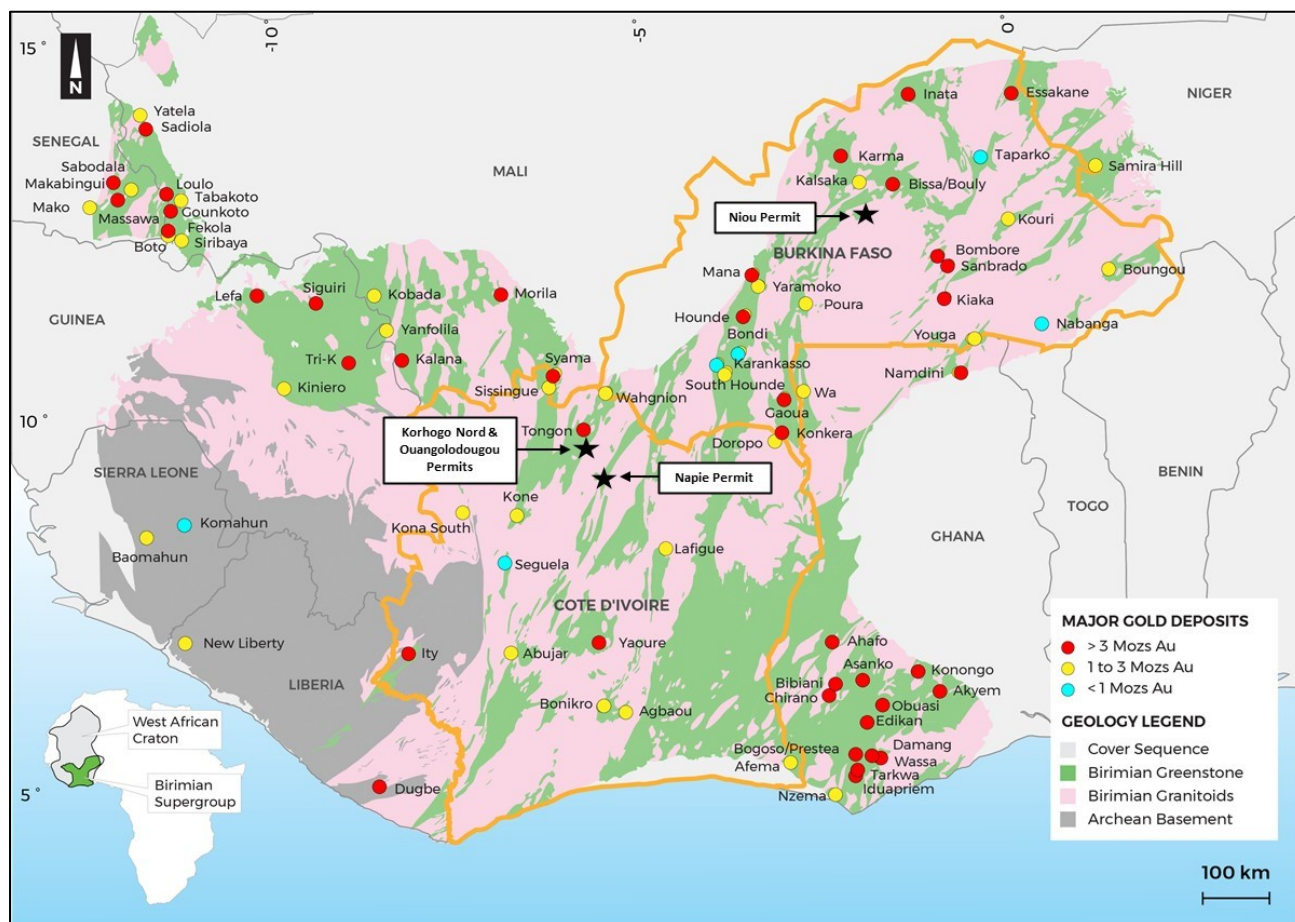 15°
-10°
-5°
0°
N
Inata
Essakane
NIGER
Yatela
Sadiola
SENEGAL
MALI
Karma
Taparko
Samira Hill
Sabodala
Makabingui
Loulo
Tabakoto
Kalsaka
Bissa/Bouly
Mako
Massawa
Gounkoto
Niou Permit
Kouri
Fekola
Boto
Siribaya
BURKINA FASO
Bombore
Sanbrado
Boungou
Mana
Yaramoko
Lefa
Siguiri
Kobada
Morila
Poura
Kiaka
GUINEA
Hounde
Nabanga
Yanfolila
Bondi
Youga
Tri-K
Kalana
Syama
Karankasso
Namdini
Kiniero
Sissingue
South Hounde
Wahgnion
Wa
Gaoua
10°
Tongon
Konkera
Korhogo Nord &
Ouangolodougou
Permits
Doropo
SIERRA LEONE
Napie Permit
BENIN
Kone
TOGO
Komahun
Kona South
Baomahun
GHANA
Lafigue
Seguela
COTE D'IVOIRE
MAJOR GOLD DEPOSITS
> 3 Mozs Au
1 to 3 Mozs Au
< 1 Mozs Au
GEOLOGY LEGEND
Cover Sequence
Birimian Greenstone
Birimian Granitoids
Archean Basement
New Liberty
Yaoure
Ahafo
Ity
Abujar
Asanko
Konongo
LIBERIA
Bibiani
Chirano
Akyem
Bonikro
Agbaou
Obuasi
Edikan
West African
Craton
Bogoso/Prestea
Damang
Afema
Wassa
Tarkwa
Birimian
Supergroup
Dugbe
Iduapriem
Nzema
5°
100 km